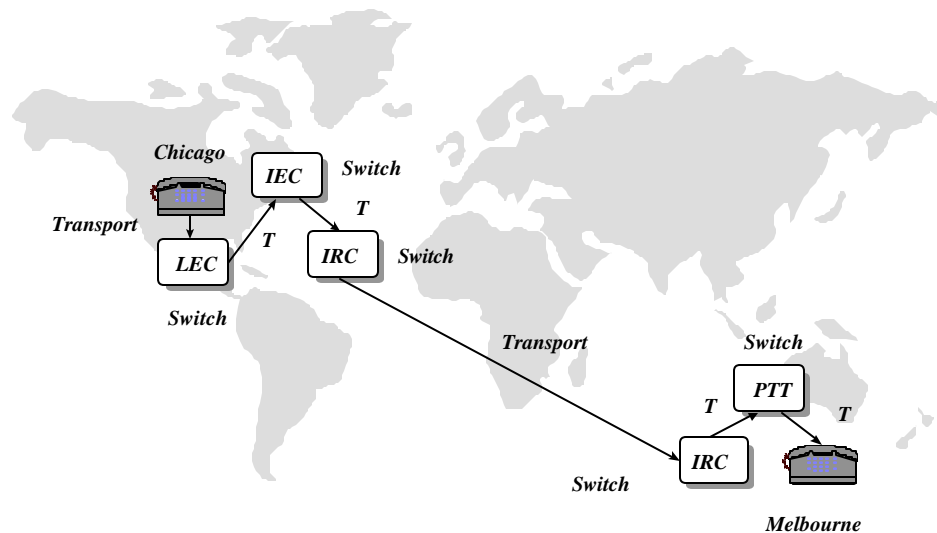 Chicago
IEC
Switch
T
Transport
T
IRC
Switch
LEC
Switch
Transport
Switch
PTT
T
T
IRC
Switch
Melbourne